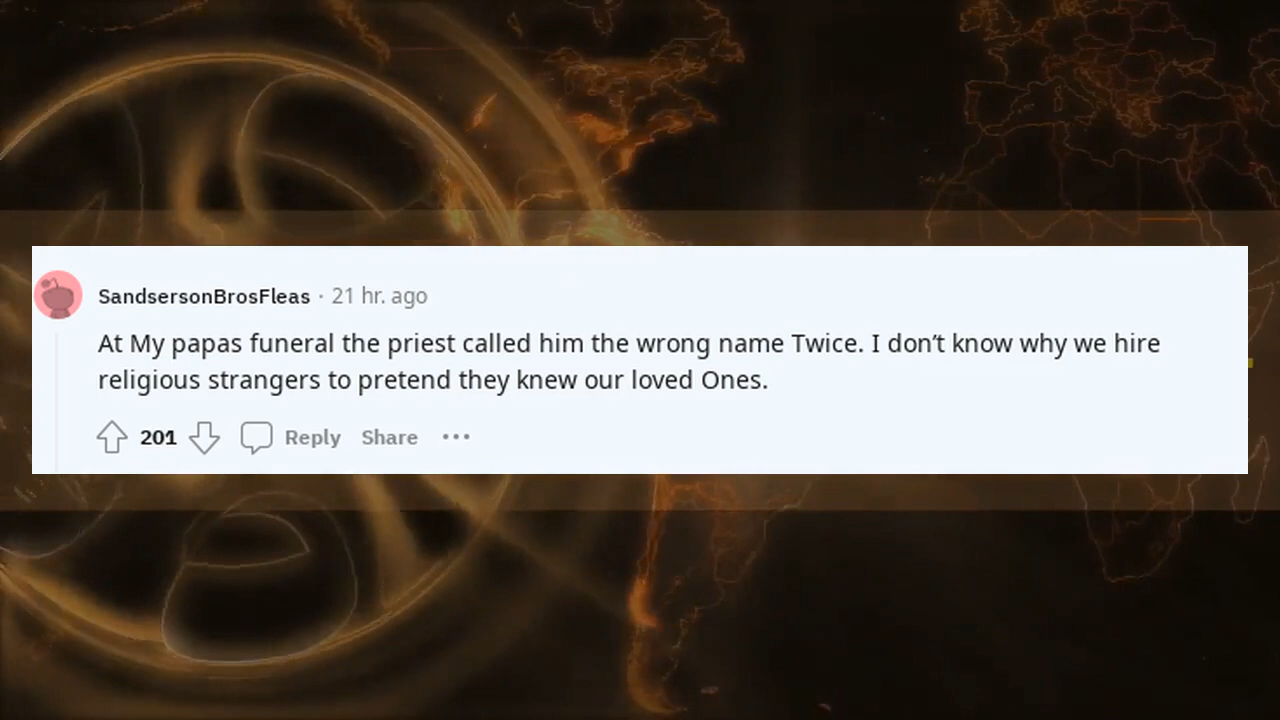 SandsersonBrosFleas · 21 hr. ago
At My papas funeral the priest called him the wrong name Twice. I don’t know why we hire
religious strangers to pretend they knew our loved Ones.
201 Reply Share •••